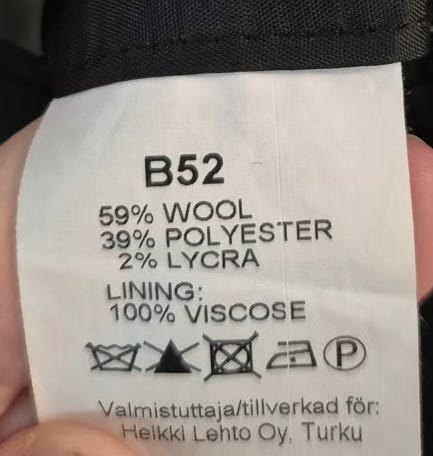 B52
59% WOOL
39% POLYESTER
2% LYCRA
LINING:
100% VISCOSE
P
Valmistuttaja/tillverkad för:
Heikki Lehto Oy, Turku